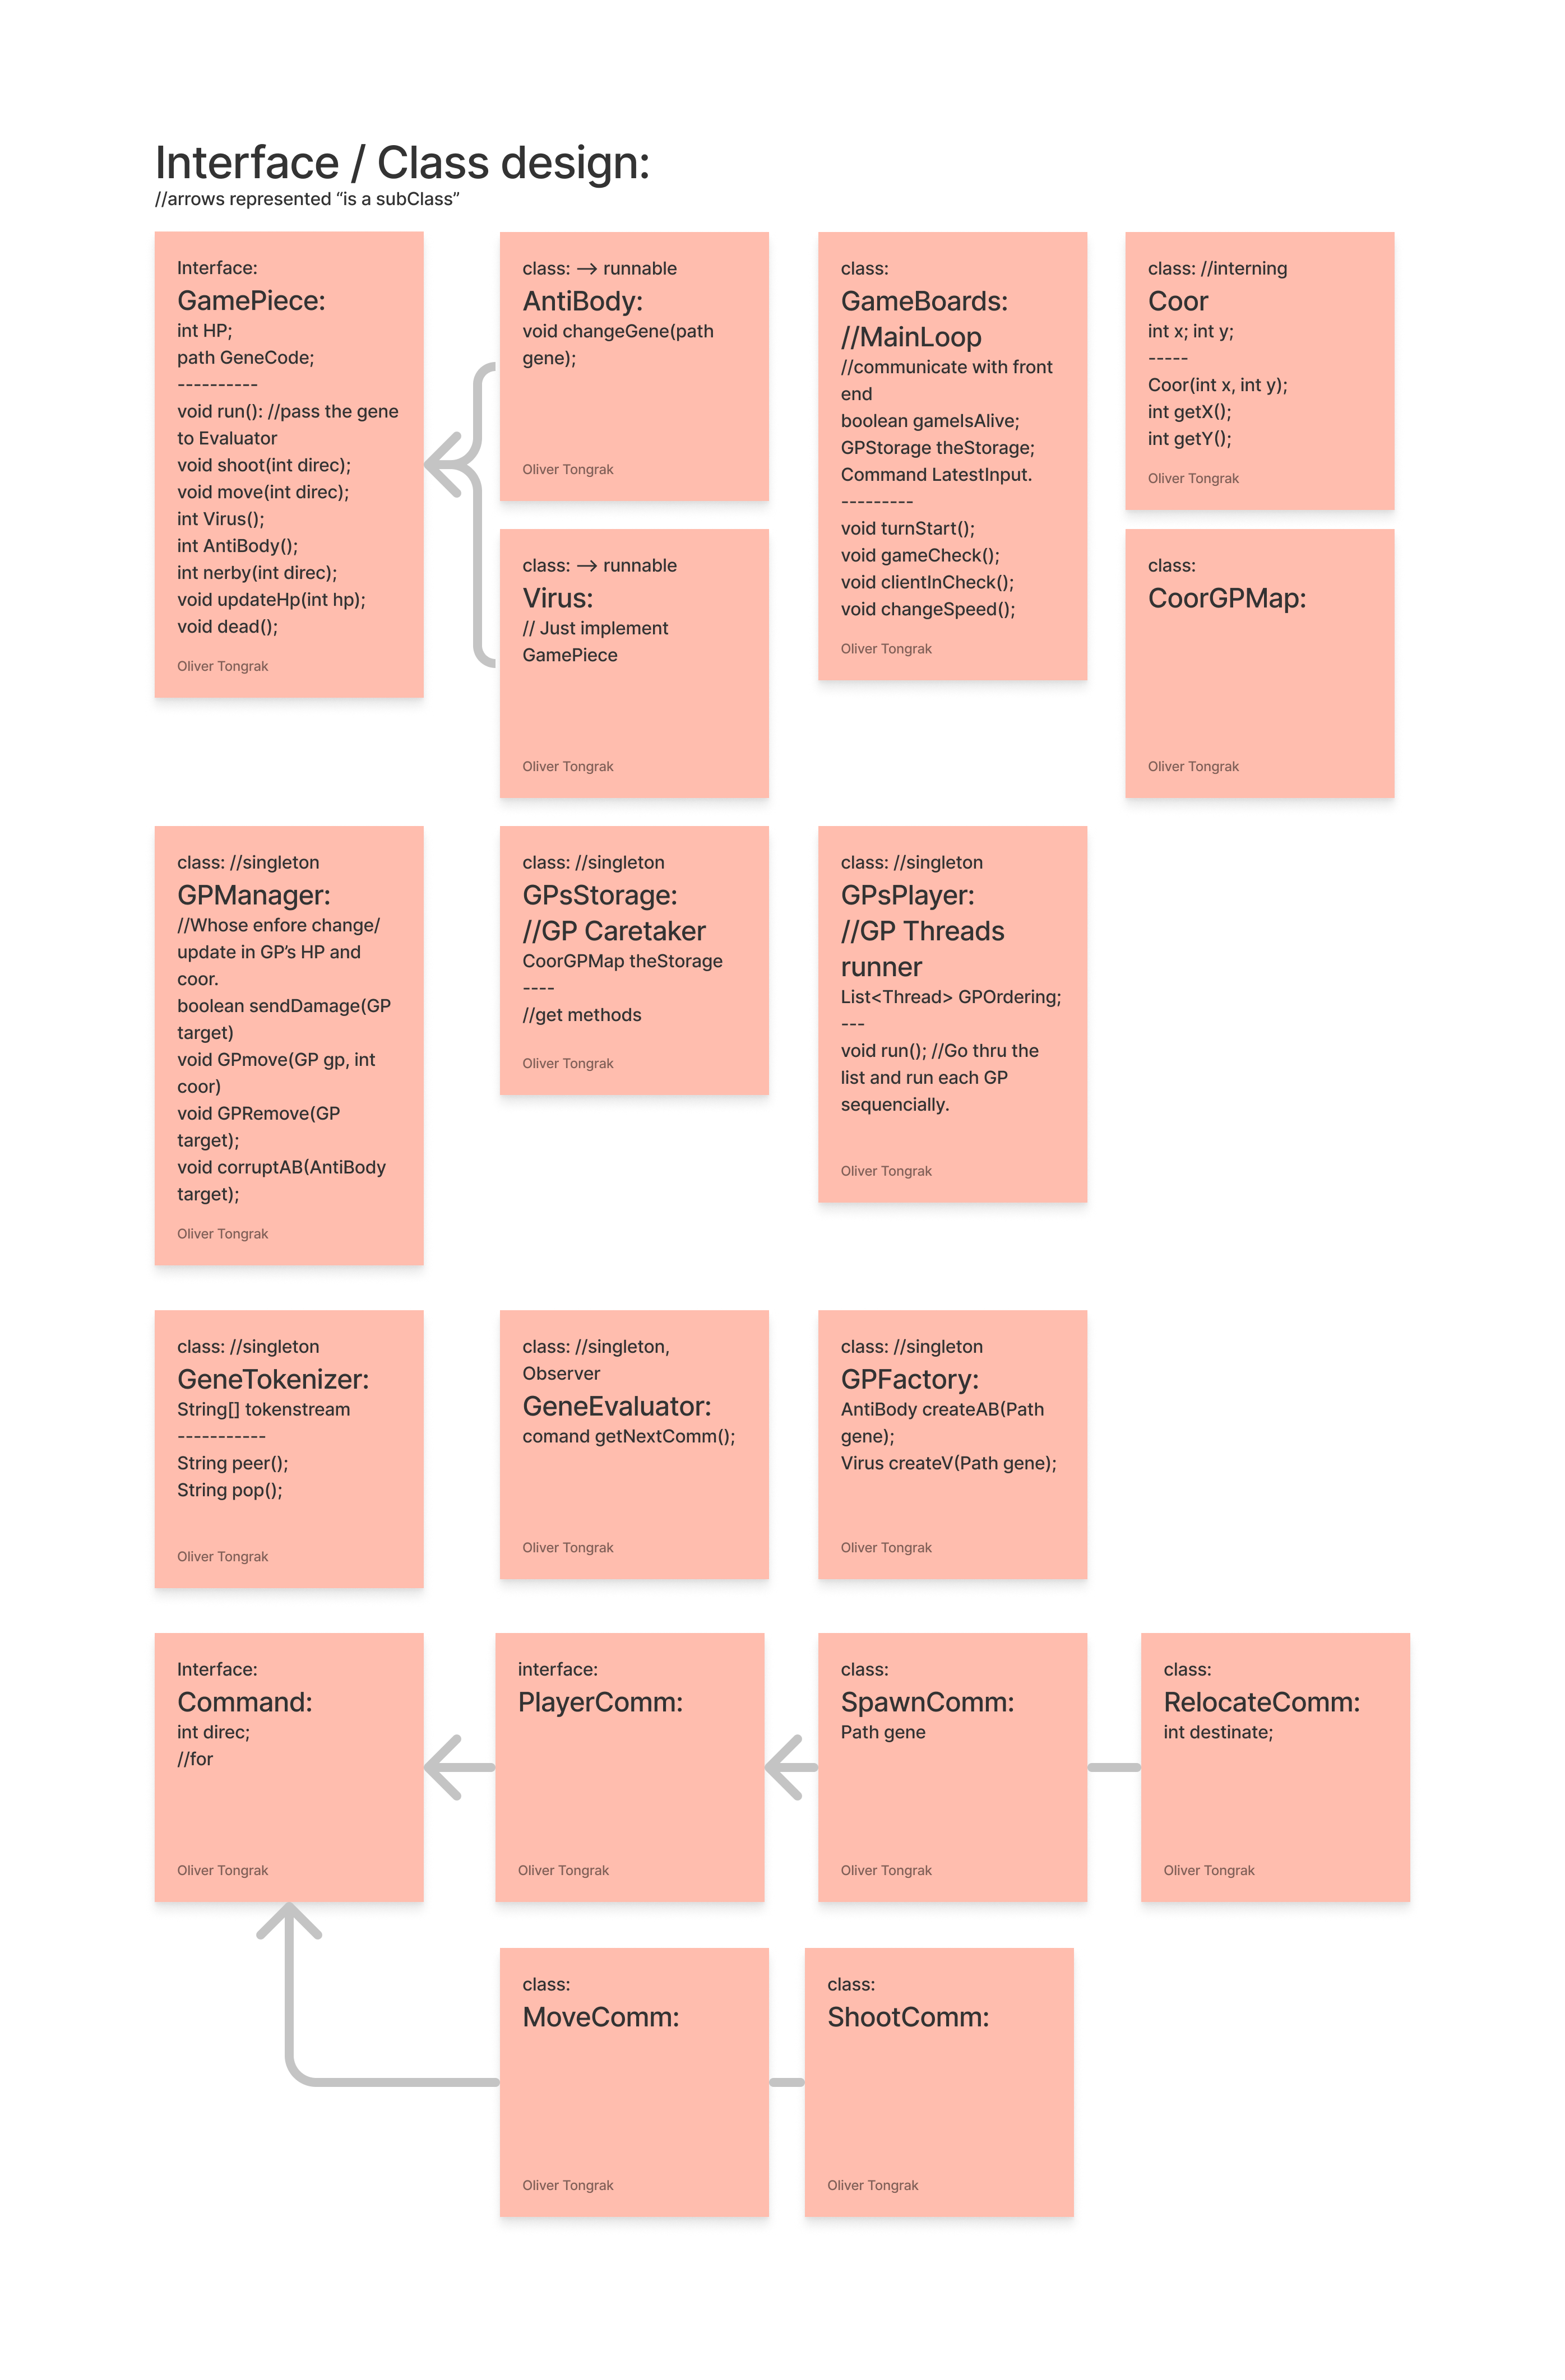 Interface / Class design:
//arrows represented “is a subClass”
Interface:
GamePiece:
int HP;
path GeneCode;
----------
void run(): //pass the gene
to Evaluator
void shoot(int direc);
void move(int direc);
int Virus();
int AntiBody();
int nerby(int direc);
void updateHp(int hp);
void dead();
Oliver Tongrak
class: --> runnable
AntiBody:
void changeGene(path
gene);
Oliver Tongrak
class: --> runnable
Virus:
// Just implement
GamePiece
Oliver Tongrak
class:
GameBoards:
//MainLoop
//communicate with front
end
boolean gameIsAlive;
GPStorage theStorage;
Command LatestInput.
---------
void turnStart();
void gameCheck();
void clientInCheck();
void changeSpeed();
Oliver Tongrak
class: //interning
Coor
int x; int y;
-----
Coor(int x, int y);
int getX();
int getY();
Oliver Tongrak
class:
CoorGPMap:
Oliver Tongrak
class: //singleton
GPManager:
//Whose enfore change/
update in GP’s HP and
coor.
boolean sendDamage(GP
target)
void GPmove(GP gp, int
coor)
void GPRemove(GP
target);
void corruptAB(AntiBody
target);
Oliver Tongrak
class: //singleton
GPsStorage:
//GP Caretaker
CoorGPMap theStorage
----
//get methods
Oliver Tongrak
class: //singleton
GPsPlayer:
//GP Threads
runner
List<Thread> GPOrdering;
---
void run(); //Go thru the
list and run each GP
sequencially.
Oliver Tongrak
class: //singleton
GeneTokenizer:
String[] tokenstream
-----------
String peer();
String pop();
Oliver Tongrak
class: //singleton,
Observer
GeneEvaluator:
comand getNextComm();
Oliver Tongrak
class: //singleton
GPFactory:
AntiBody createAB(Path
gene);
Virus createV(Path gene);
Oliver Tongrak
Interface:
Command:
int direc;
//for
Oliver Tongrak
interface:
PlayerComm:
Oliver Tongrak
class:
SpawnComm:
Path gene
Oliver Tongrak
class:
RelocateComm:
int destinate;
Oliver Tongrak
class:
MoveComm:
Oliver Tongrak
class:
ShootComm:
Oliver Tongrak